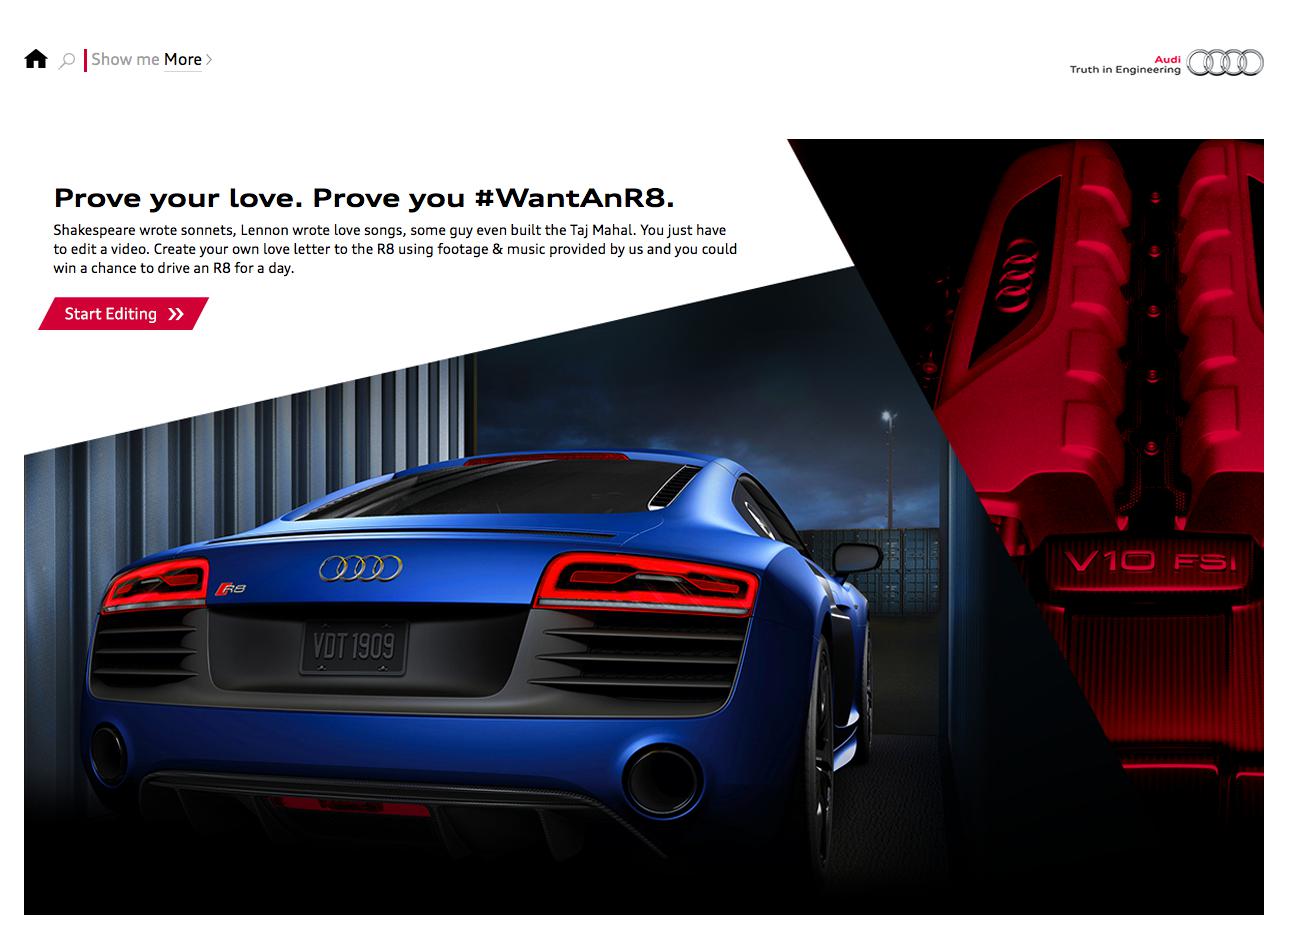 Show me More
Audi
Truth in Engineering
Prove your love. Prove you #WantAnR8.
Shakespeare wrote sonnets, Lennon wrote love songs, some guy even built the Taj Mahal. You just have
to edit a video. Create your own love letter to the R8 using footage & music provided by us and you could
win a chance to drive an R8 for a day.
Start Editing
R8
VDT 1909
V10 FSi